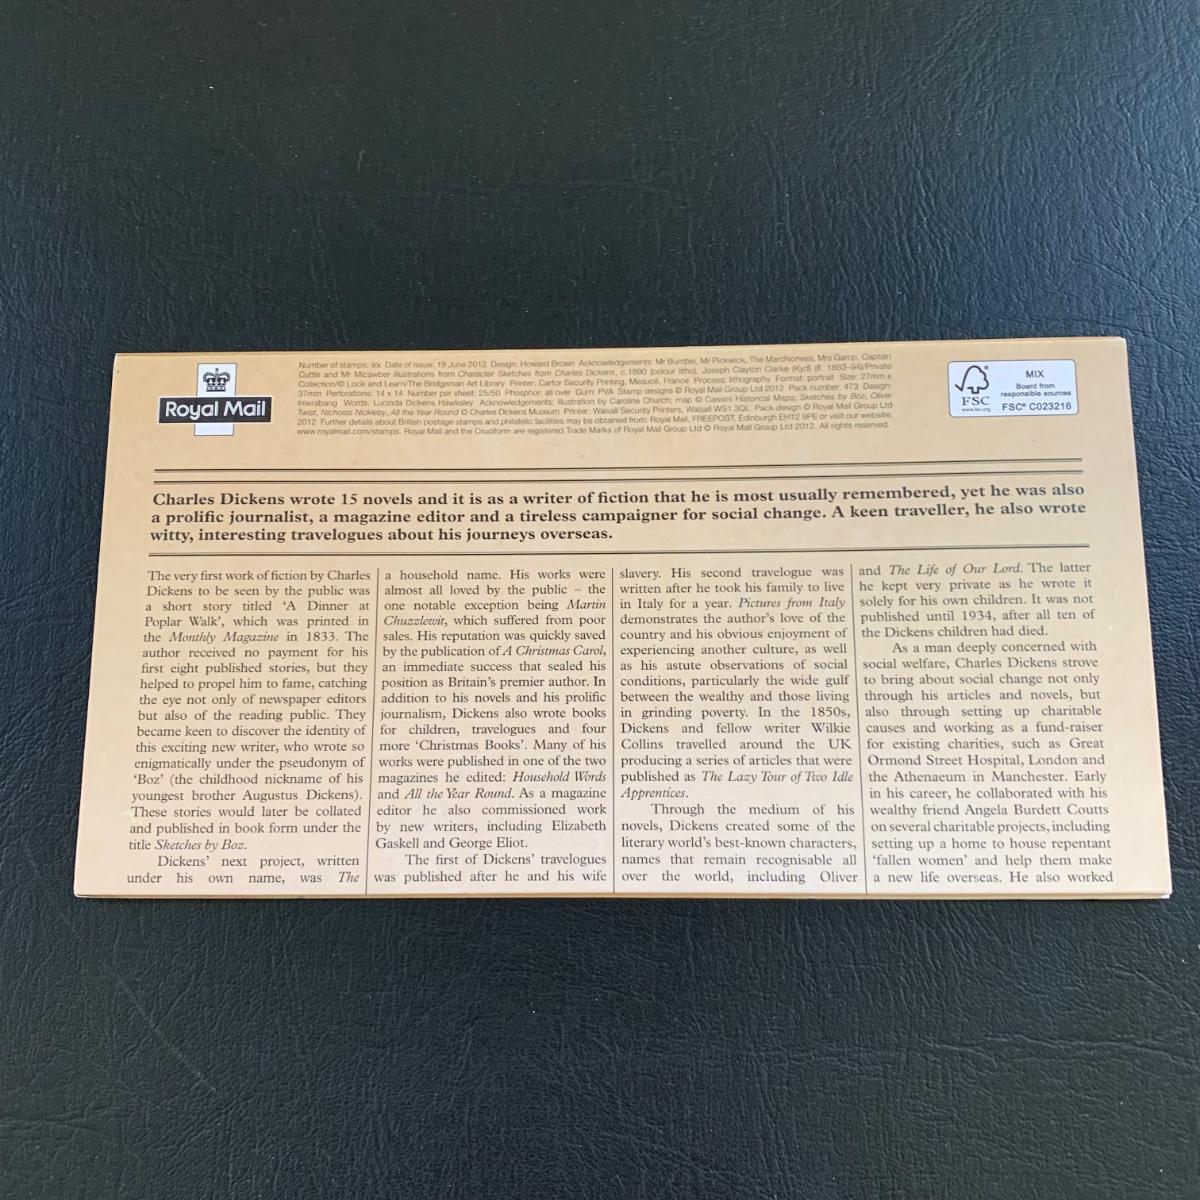 Royal Mail
Number of stamps: six Date of issue: 19 June 2012 Design: Howard Brown Acknowledgements: Mr Bumble, Mr Pickwick, The Marchioness, Mrs Gamp, Captain
Cuttle and Mr Micawber illustrations from Character Sketches from Charles Dickens, c.1890 (colour litho), Joseph Clayton Clarke (Kyd) (fl. 1883–94)/Private
Collection/© Look and Learn/The Bridgeman Art Library Printer: Cartor Security Printing, Meaucé, France Process: lithography Format: portrait Size: 27mm x
37mm Perforations: 14 x 14 Number per sheet: 25/50 Phosphor: all over Gum: PVA Stamp designs © Royal Mail Group Ltd 2012 Pack number: 473 Design:
Interabang Words: Lucinda Dickens Hawksley Acknowledgements: illustration by Caroline Church; map © Cassini Historical Maps; Sketches by Boz, Oliver
Twist, Nicholas Nickleby, All the Year Round © Charles Dickens Museum Printer: Walsall Security Printers, Walsall WS1 3QL Pack design © Royal Mail Group Ltd
2012 Further details about British postage stamps and philatelic facilities may be obtained from: Royal Mail, FREEPOST, Edinburgh EH12 9PE or visit our website:
www.royalmail.com/stamps. Royal Mail and the Cruciform are registered Trade Marks of Royal Mail Group Ltd © Royal Mail Group Ltd 2012. All rights reserved.
FSC
www.fsc.org
MIX
Board from
responsible sources
FSC® C023216
Charles Dickens wrote 15 novels and it is as a writer of fiction that he is most usually remembered, yet he was also
a prolific journalist, a magazine editor and a tireless campaigner for social change. A keen traveller, he also wrote
witty, interesting travelogues about his journeys overseas.
The very first work of fiction by Charles
Dickens to be seen by the public was
a short story titled ‘A Dinner at
Poplar Walk’, which was printed in
the Monthly Magazine in 1833. The
author received no payment for his
first eight published stories, but they
helped to propel him to fame, catching
the eye not only of newspaper editors
but also of the reading public. They
became keen to discover the identity of
this exciting new writer, who wrote so
enigmatically under the pseudonym of
‘Boz’ (the childhood nickname of his
youngest brother Augustus Dickens).
These stories would later be collated
and published in book form under the
title Sketches by Boz.
Dickens’ next project, written
under his own name, was The
a household name. His works were
almost all loved by the public – the
one notable exception being Martin
Chuzzlewit, which suffered from poor
sales. His reputation was quickly saved
by the publication of A Christmas Carol,
an immediate success that sealed his
position as Britain’s premier author. In
addition to his novels and his prolific
journalism, Dickens also wrote books
for children, travelogues and four
more ‘Christmas Books’. Many of his
works were published in one of the two
magazines he edited: Household Words
and All the Year Round. As a magazine
editor he also commissioned work
by new writers, including Elizabeth
Gaskell and George Eliot.
The first of Dickens’ travelogues
was published after he and his wife
slavery. His second travelogue was
written after he took his family to live
in Italy for a year. Pictures from Italy
demonstrates the author’s love of the
country and his obvious enjoyment of
experiencing another culture, as well
as his astute observations of social
conditions, particularly the wide gulf
between the wealthy and those living
in grinding poverty. In the 1850s,
Dickens and fellow writer Wilkie
Collins travelled around the UK
producing a series of articles that were
published as The Lazy Tour of Two Idle
Apprentices.
Through the medium of his
novels, Dickens created some of the
literary world’s best-known characters,
names that remain recognisable all
over the world, including Oliver
and The Life of Our Lord. The latter
he kept very private as he wrote it
solely for his own children. It was not
published until 1934, after all ten of
the Dickens children had died.
As a man deeply concerned with
social welfare, Charles Dickens strove
to bring about social change not only
through his articles and novels, but
also through setting up charitable
causes and working as a fund-raiser
for existing charities, such as Great
Ormond Street Hospital, London and
the Athenaeum in Manchester. Early
in his career, he collaborated with his
wealthy friend Angela Burdett Coutts
on several charitable projects, including
setting up a home to house repentant
‘fallen women’ and help them make
a new life overseas. He also worked